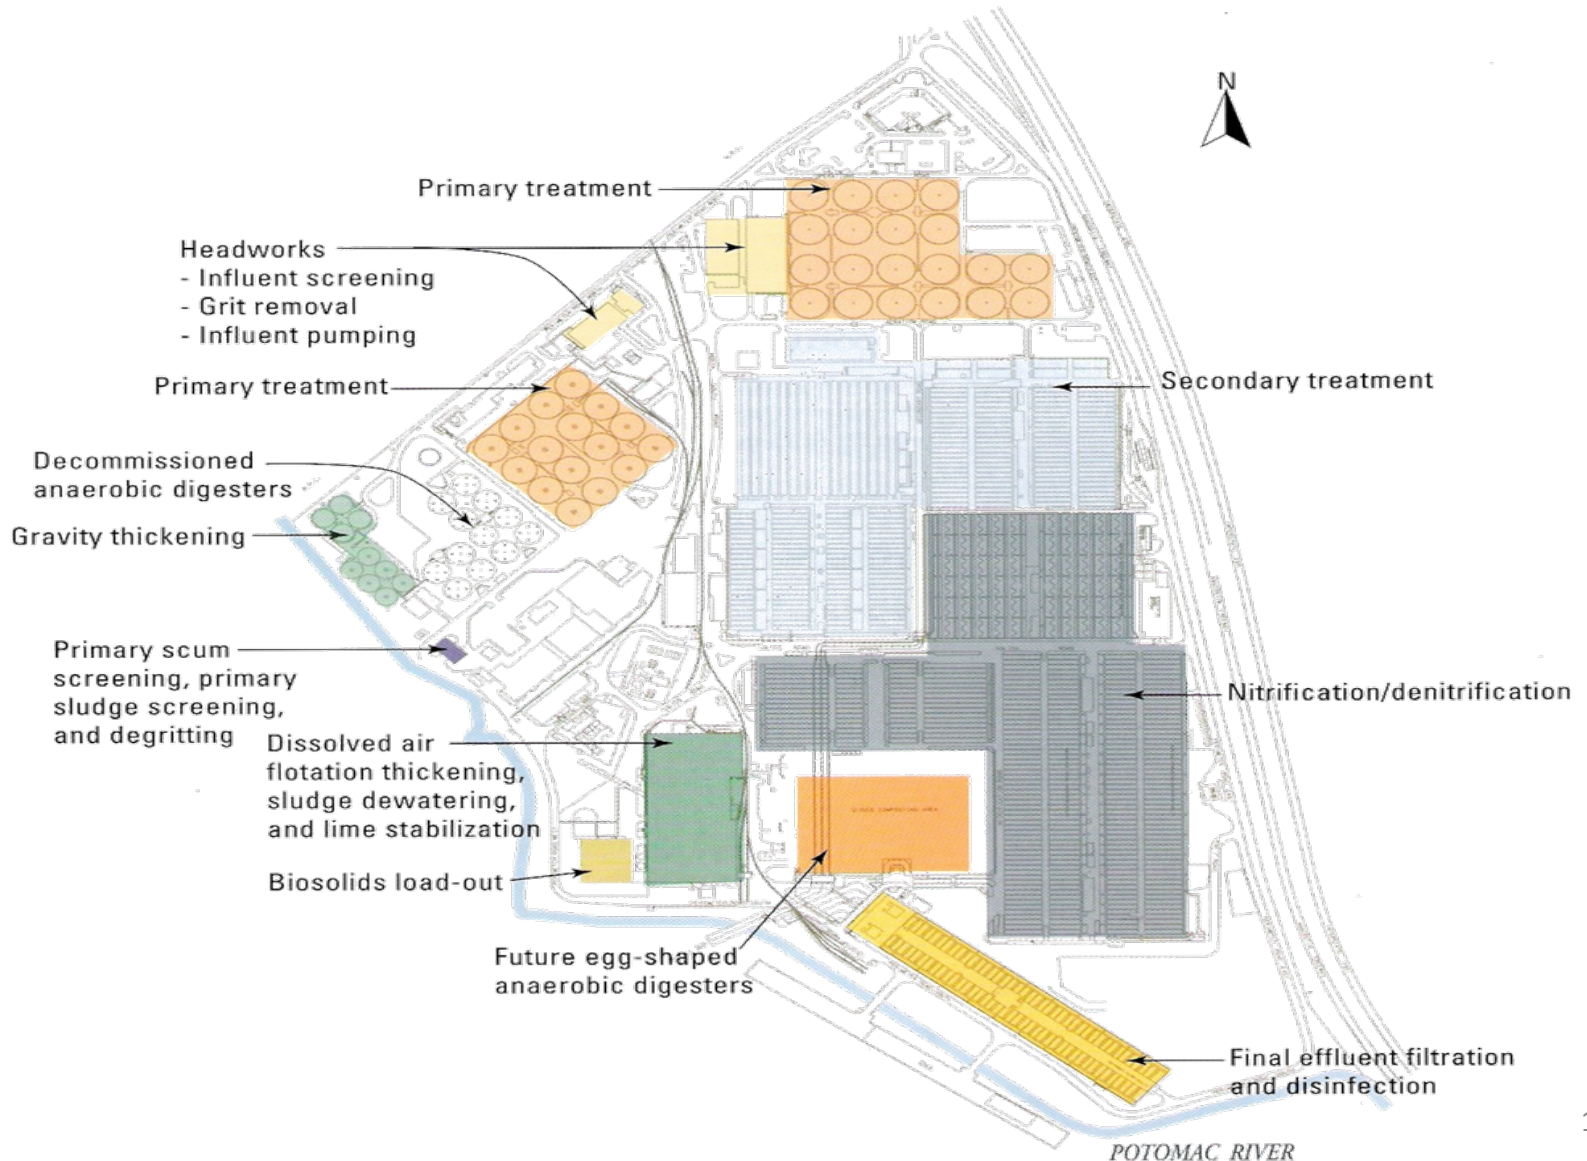 N
Primary treatment
Headworks
- Influent screening
- Grit removal
- Influent pumping
Primary treatment
Secondary treatment
Decommissioned
anaerobic digesters
Gravity thickening
Primary scum
screening, primary
sludge screening,
and degritting
Nitrification/denitrification
Dissolved air
flotation thickening,
sludge dewatering,
and lime stabilization
Biosolids load-out
Future egg-shaped
anaerobic digesters
Final effluent filtration
and disinfection
POTOMAC RIVER